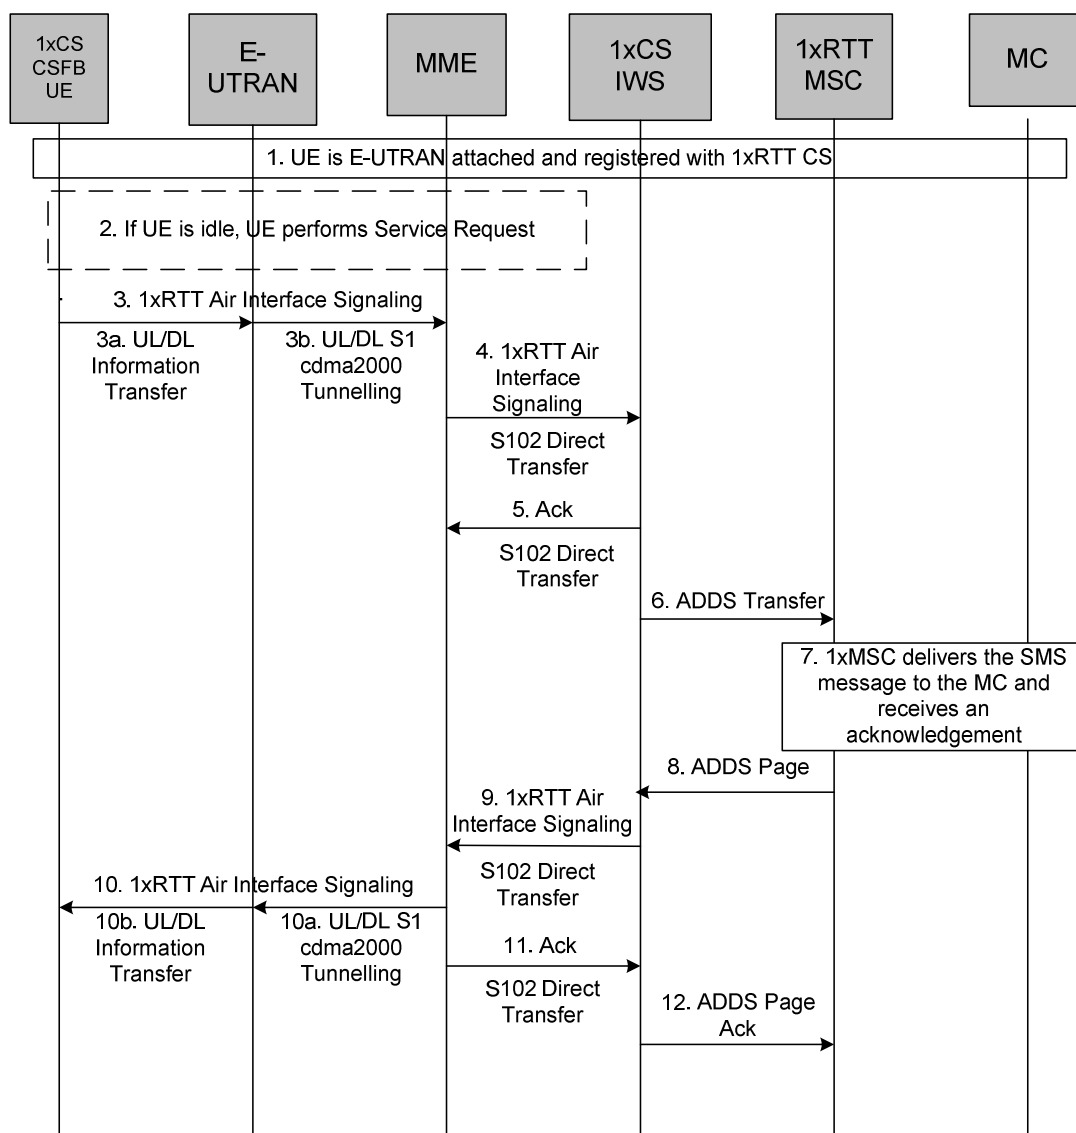 1xCS
CSFB
UE
E-
UTRAN
MME
1xCS
IWS
1xRTT
MSC
MC
1. UE is E-UTRAN attached and registered with 1xRTT CS
2. If UE is idle, UE performs Service Request
3. 1xRTT Air Interface Signaling
3a. UL/DL
Information
Transfer
3b. UL/DL S1
cdma2000
Tunnelling
4. 1xRTT Air
Interface
Signaling
S102 Direct
Transfer
5. Ack
S102 Direct
Transfer
6. ADDS Transfer
7. 1xMSC delivers the SMS
message to the MC and
receives an
acknowledgement
8. ADDS Page
9. 1xRTT Air
Interface Signaling
S102 Direct
Transfer
10. 1xRTT Air Interface Signaling
10b. UL/DL
Information
Transfer
10a. UL/DL S1
cdma2000
Tunnelling
11. Ack
S102 Direct
Transfer
12. ADDS Page
Ack